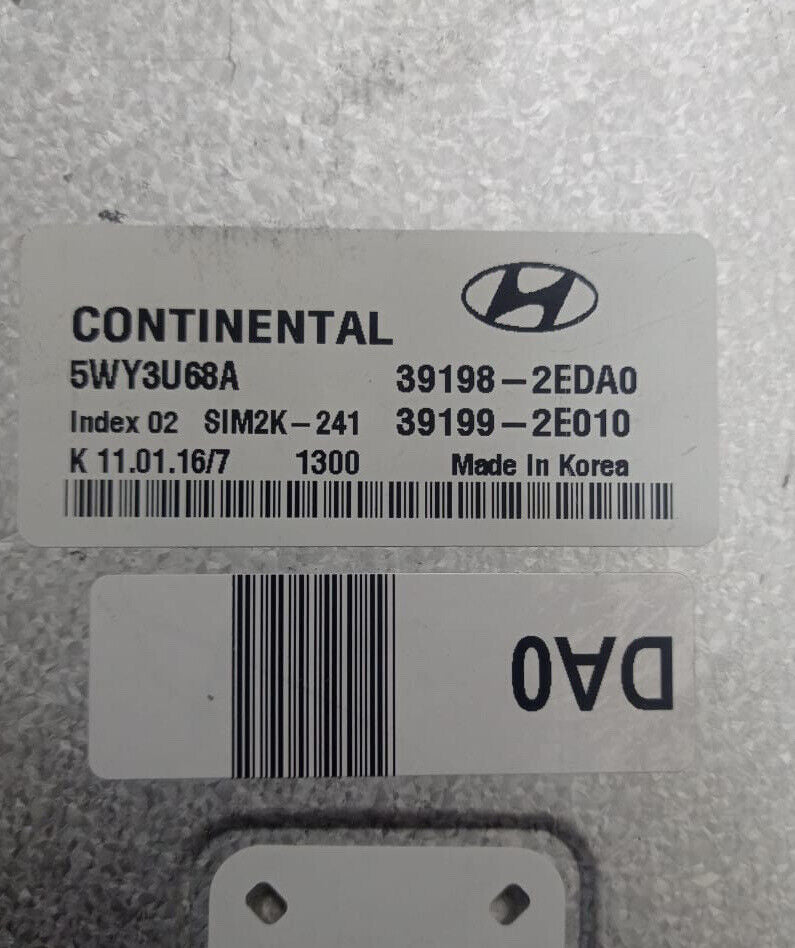 CONTINENTAL
5WY3U68A 39198-2EDA0
Index 02 SIM2K-241 39199-2E010
K 11.01.16/7 1300 Made In Korea
DA0